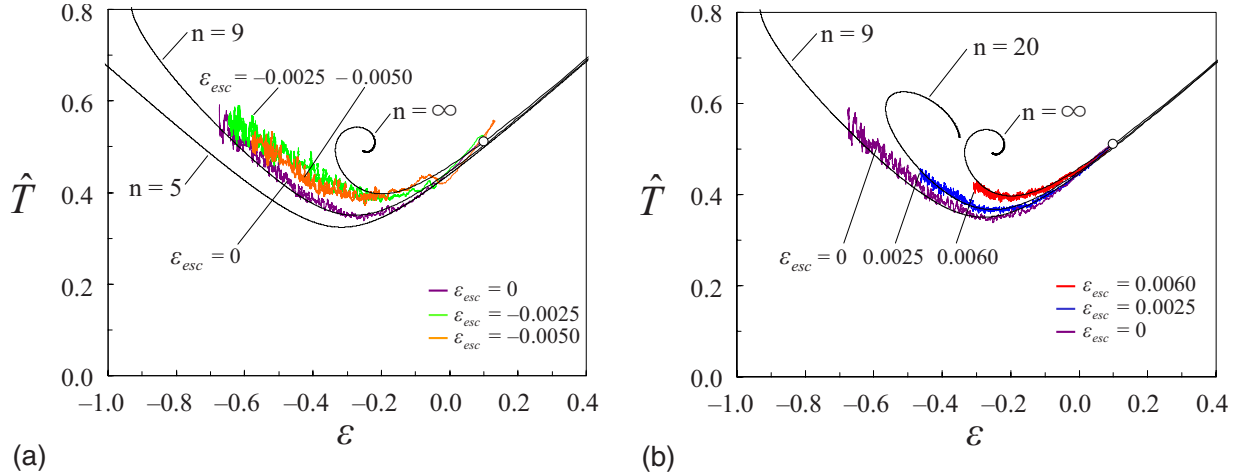 0.8
n = 9
ε_esc = –0.0025 – 0.0050
0.6
n = ∞
T̂
0.4
n = 5
ε_esc = 0
0.2
ε_esc = 0
ε_esc = –0.0025
ε_esc = –0.0050
0.0
–1.0 –0.8 –0.6 –0.4 –0.2 0.0 0.2 0.4
ε
(a)
0.8
n = 9
n = 20
0.6
n = ∞
T̂
0.4
ε_esc = 0 0.0025 0.0060
0.2
ε_esc = 0.0060
ε_esc = 0.0025
ε_esc = 0
0.0
–1.0 –0.8 –0.6 –0.4 –0.2 0.0 0.2 0.4
ε
(b)